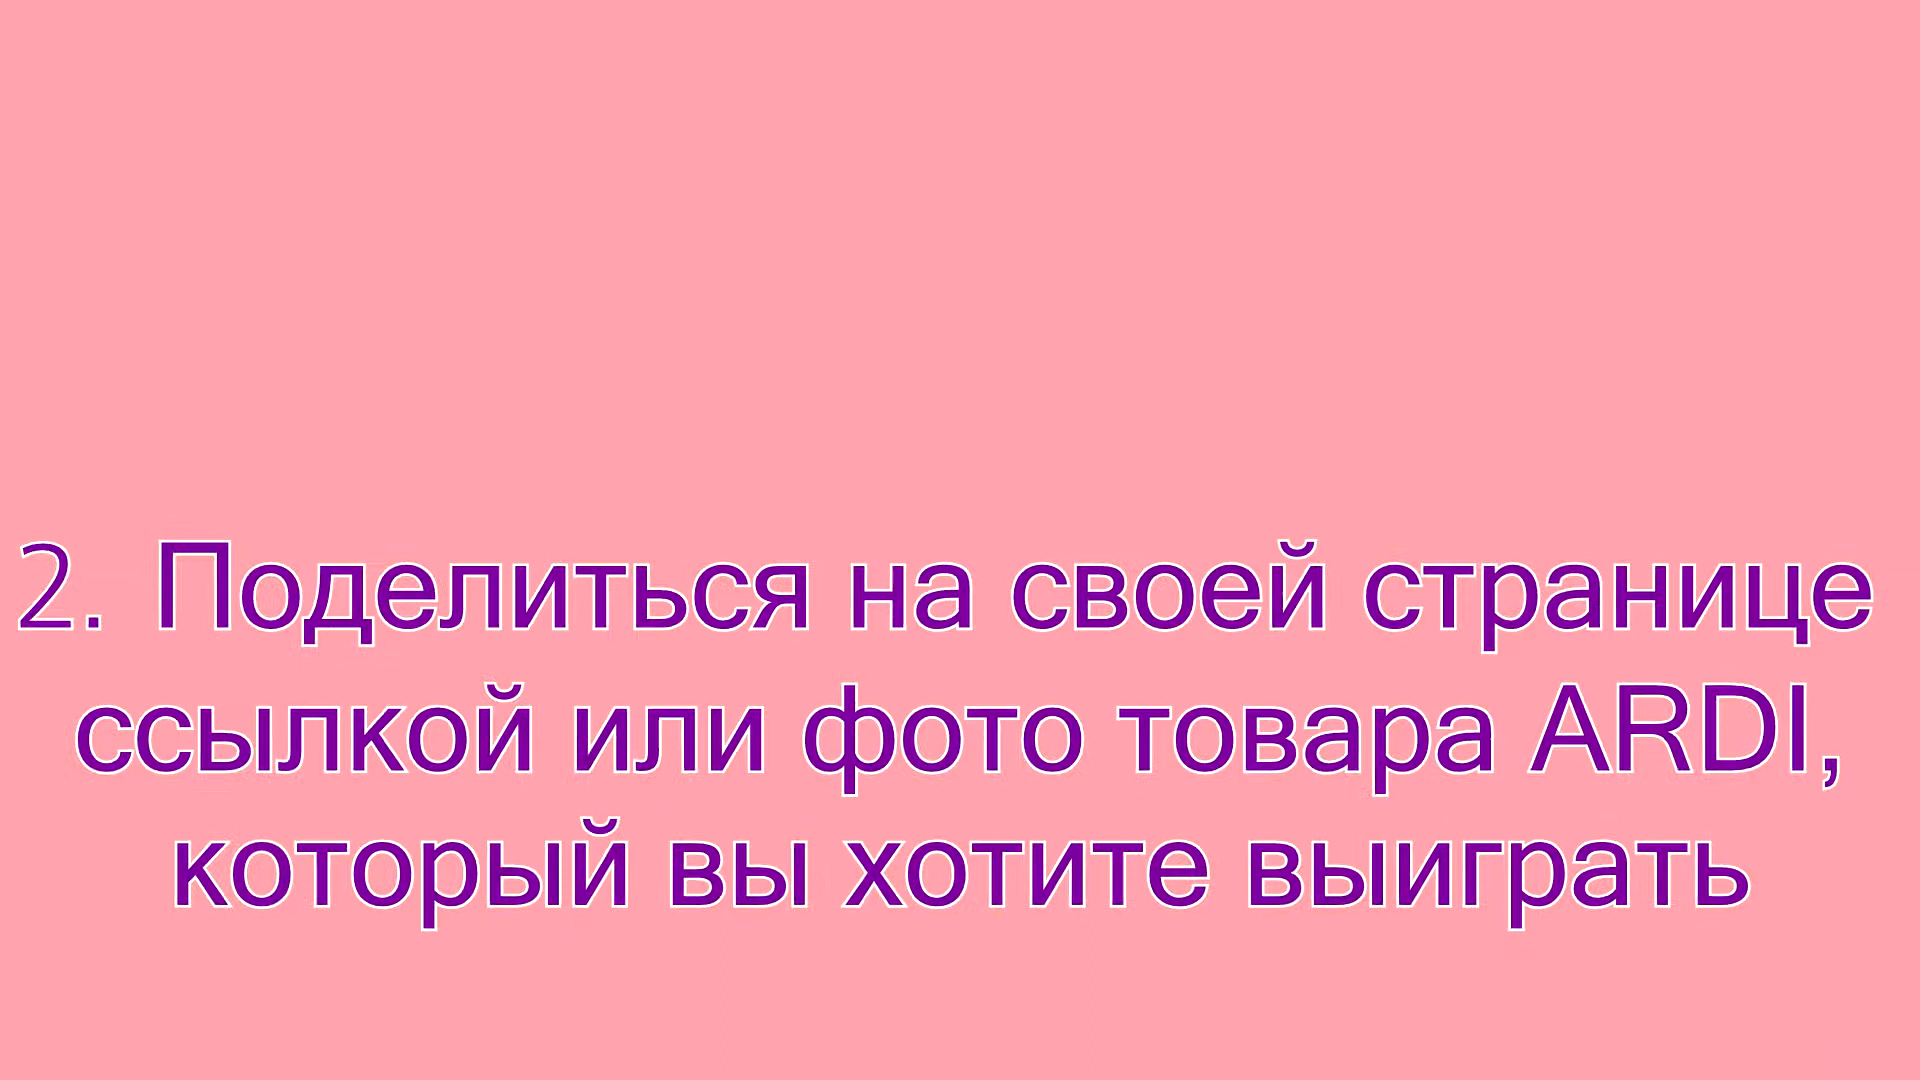 2. Поделиться на своей странице
ссылкой или фото товара ARDI,
который вы хотите выиграть